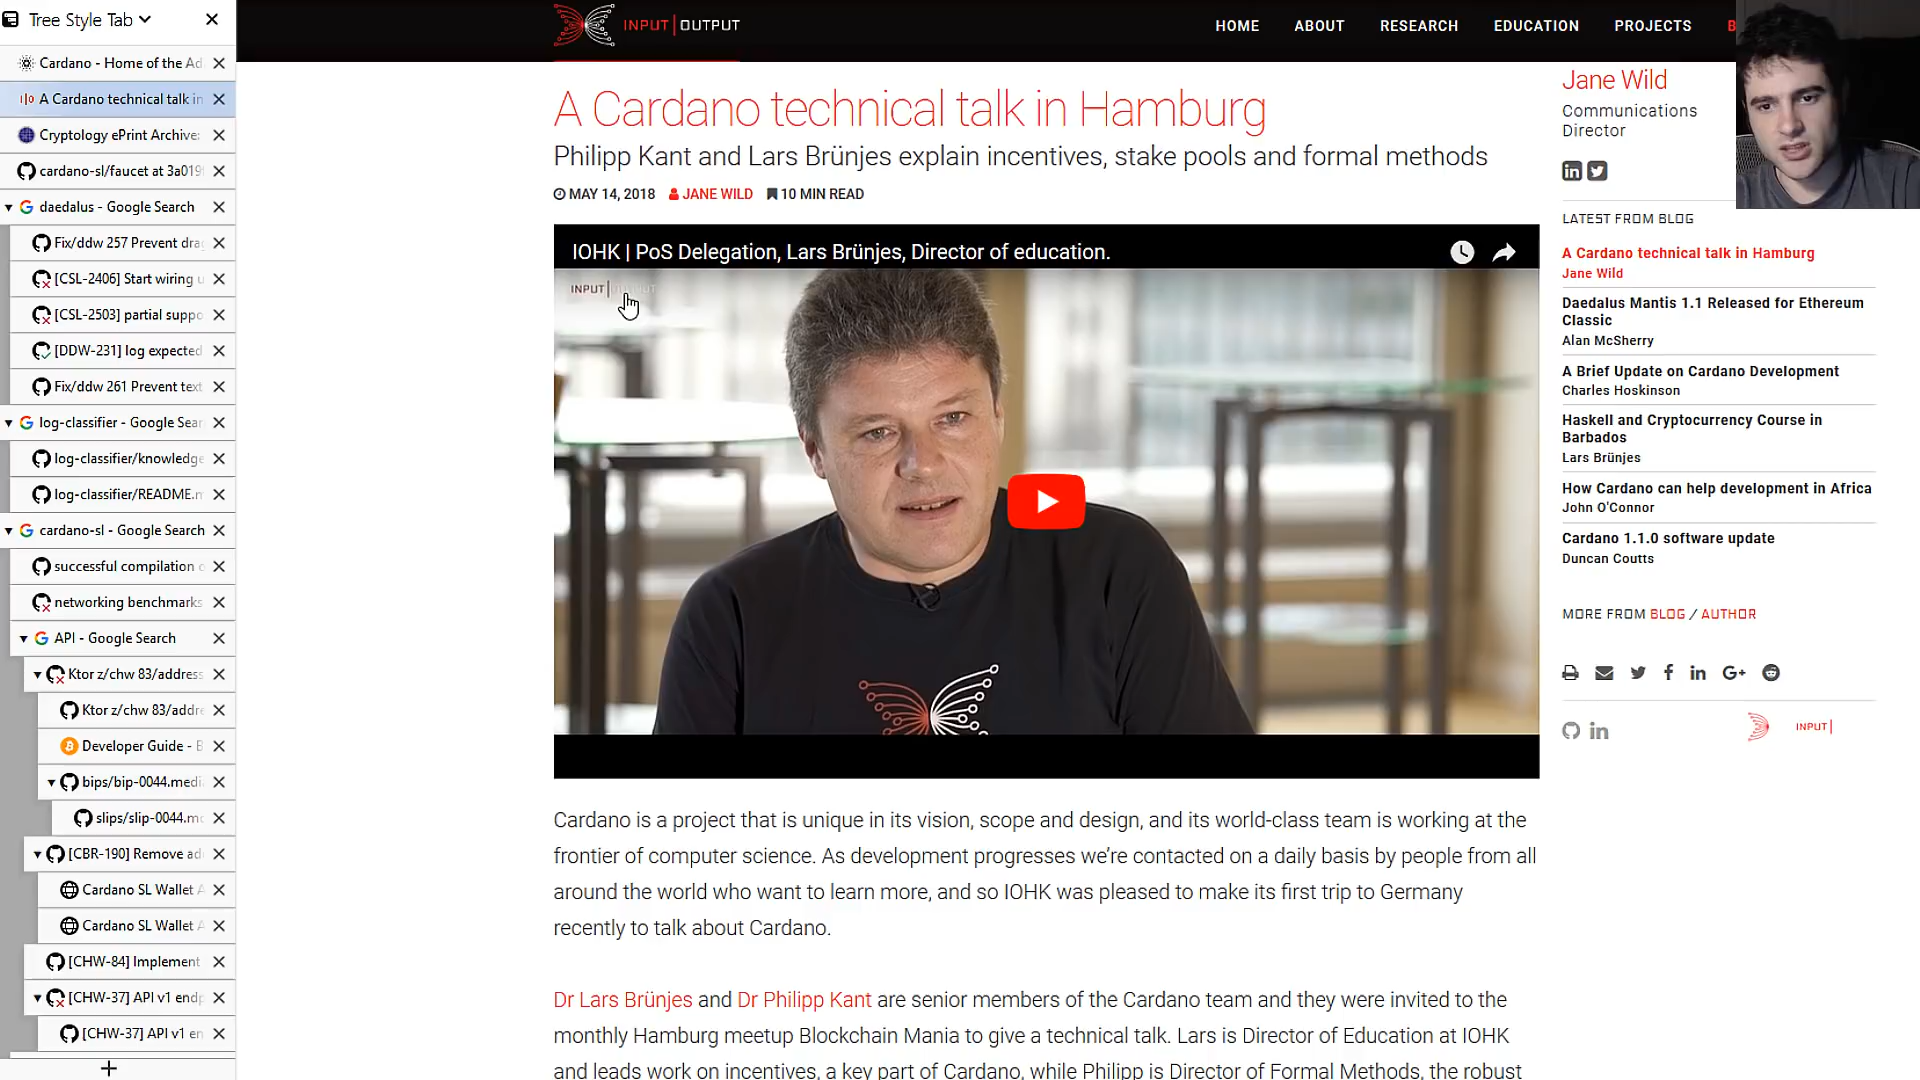 Tree Style Tab
Cardano - Home of the Ad
A Cardano technical talk in
Cryptology ePrint Archive:
cardano-sl/faucet at 3a019
daedalus - Google Search
Fix/ddw 257 Prevent drag
[CSL-2406] Start wiring u
[CSL-2503] partial suppo
[DDW-231] log expected
Fix/ddw 261 Prevent text
log-classifier - Google Sear
log-classifier/knowledge
log-classifier/README.m
cardano-sl - Google Search
successful compilation o
networking benchmarks
API - Google Search
Ktor z/chw 83/address
Ktor z/chw 83/addre
Developer Guide - B
bips/bip-0044.medi
slips/slip-0044.m
[CBR-190] Remove ad
Cardano SL Wallet A
Cardano SL Wallet A
[CHW-84] Implement
[CHW-37] API v1 endp
[CHW-37] API v1 en
INPUT|OUTPUT
HOME ABOUT RESEARCH EDUCATION PROJECTS B
A Cardano technical talk in Hamburg
Philipp Kant and Lars Brünjes explain incentives, stake pools and formal methods
MAY 14, 2018 JANE WILD 10 MIN READ
IOHK | PoS Delegation, Lars Brünjes, Director of education.
INPUT|OUTPUT
Cardano is a project that is unique in its vision, scope and design, and its world-class team is working at the
frontier of computer science. As development progresses we're contacted on a daily basis by people from all
around the world who want to learn more, and so IOHK was pleased to make its first trip to Germany
recently to talk about Cardano.
Dr Lars Brünjes and Dr Philipp Kant are senior members of the Cardano team and they were invited to the
monthly Hamburg meetup Blockchain Mania to give a technical talk. Lars is Director of Education at IOHK
and leads work on incentives, a key part of Cardano, while Philipp is Director of Formal Methods, the robust
Jane Wild
Communications
Director
LATEST FROM BLOG
A Cardano technical talk in Hamburg
Jane Wild
Daedalus Mantis 1.1 Released for Ethereum
Classic
Alan McSherry
A Brief Update on Cardano Development
Charles Hoskinson
Haskell and Cryptocurrency Course in
Barbados
Lars Brünjes
How Cardano can help development in Africa
John O'Connor
Cardano 1.1.0 software update
Duncan Coutts
MORE FROM BLOG / AUTHOR
INPUT|